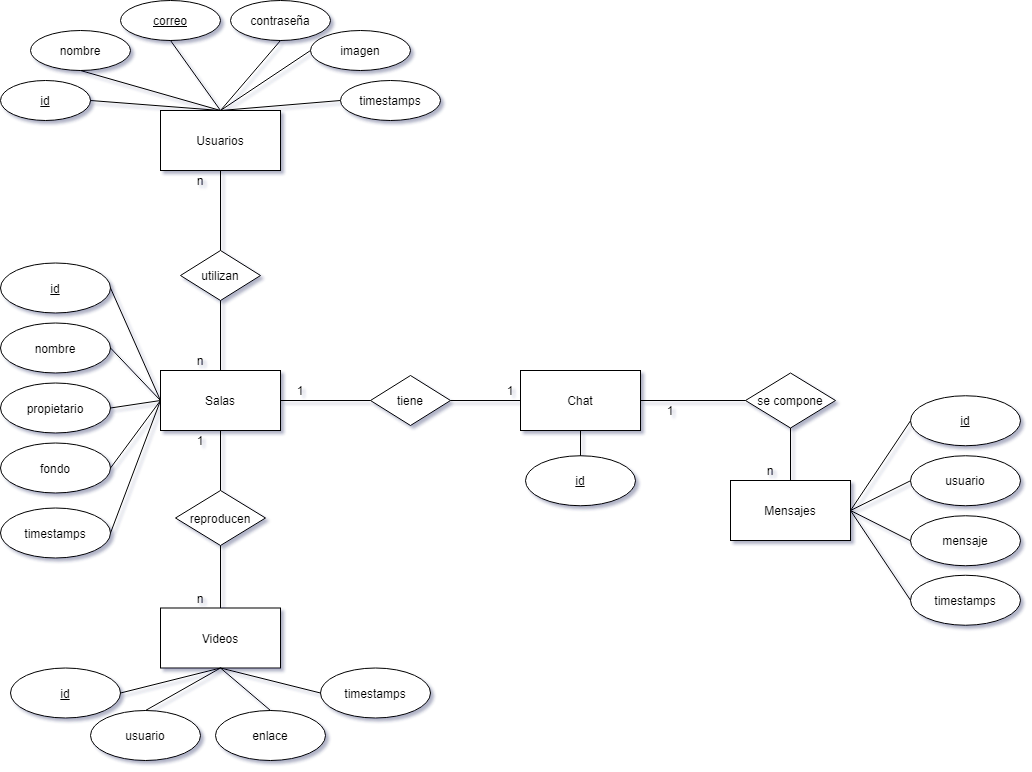 correo
contraseña
nombre
imagen
id
timestamps
Usuarios
n
utilizan
n
id
nombre
propietario
fondo
timestamps
Salas
1
tiene
1
Chat
id
1
se compone
n
Mensajes
id
usuario
mensaje
timestamps
1
reproducen
n
Videos
id
usuario
enlace
timestamps